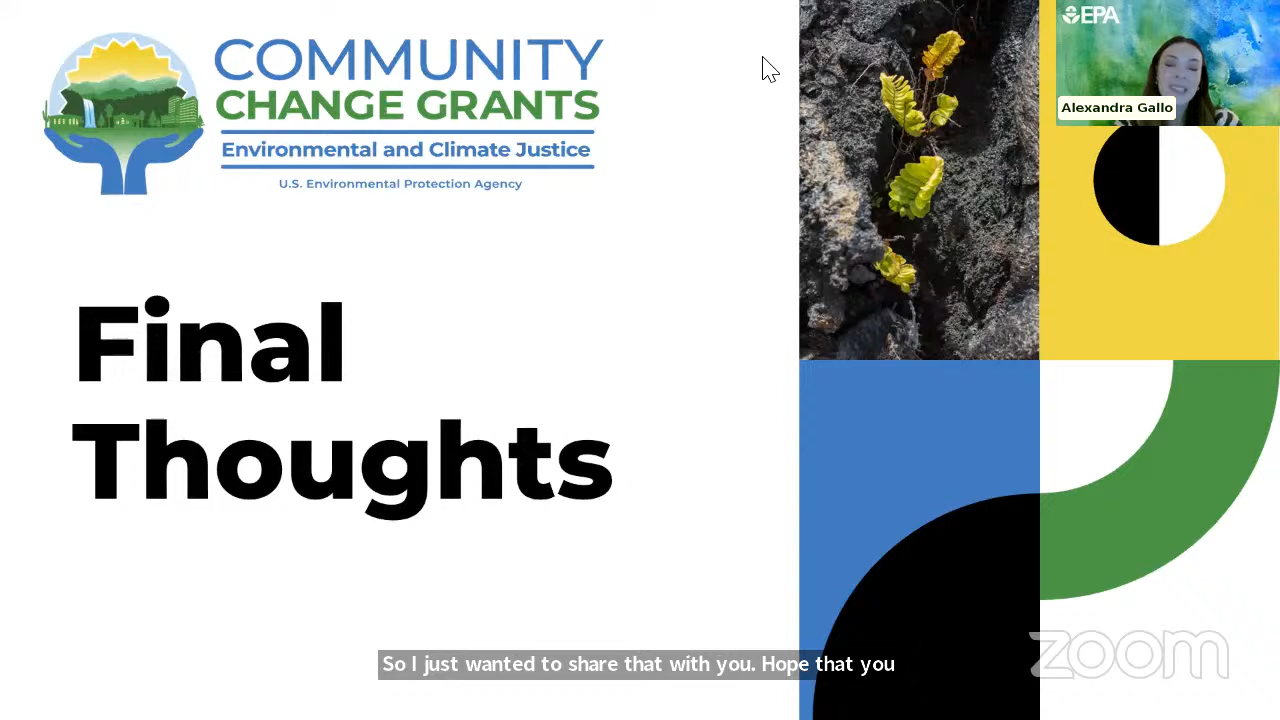 COMMUNITY
CHANGE GRANTS
Environmental and Climate Justice
U.S. Environmental Protection Agency
EPA
Alexandra Gallo
Final
Thoughts
So I just wanted to share that with you. Hope that you
zoom